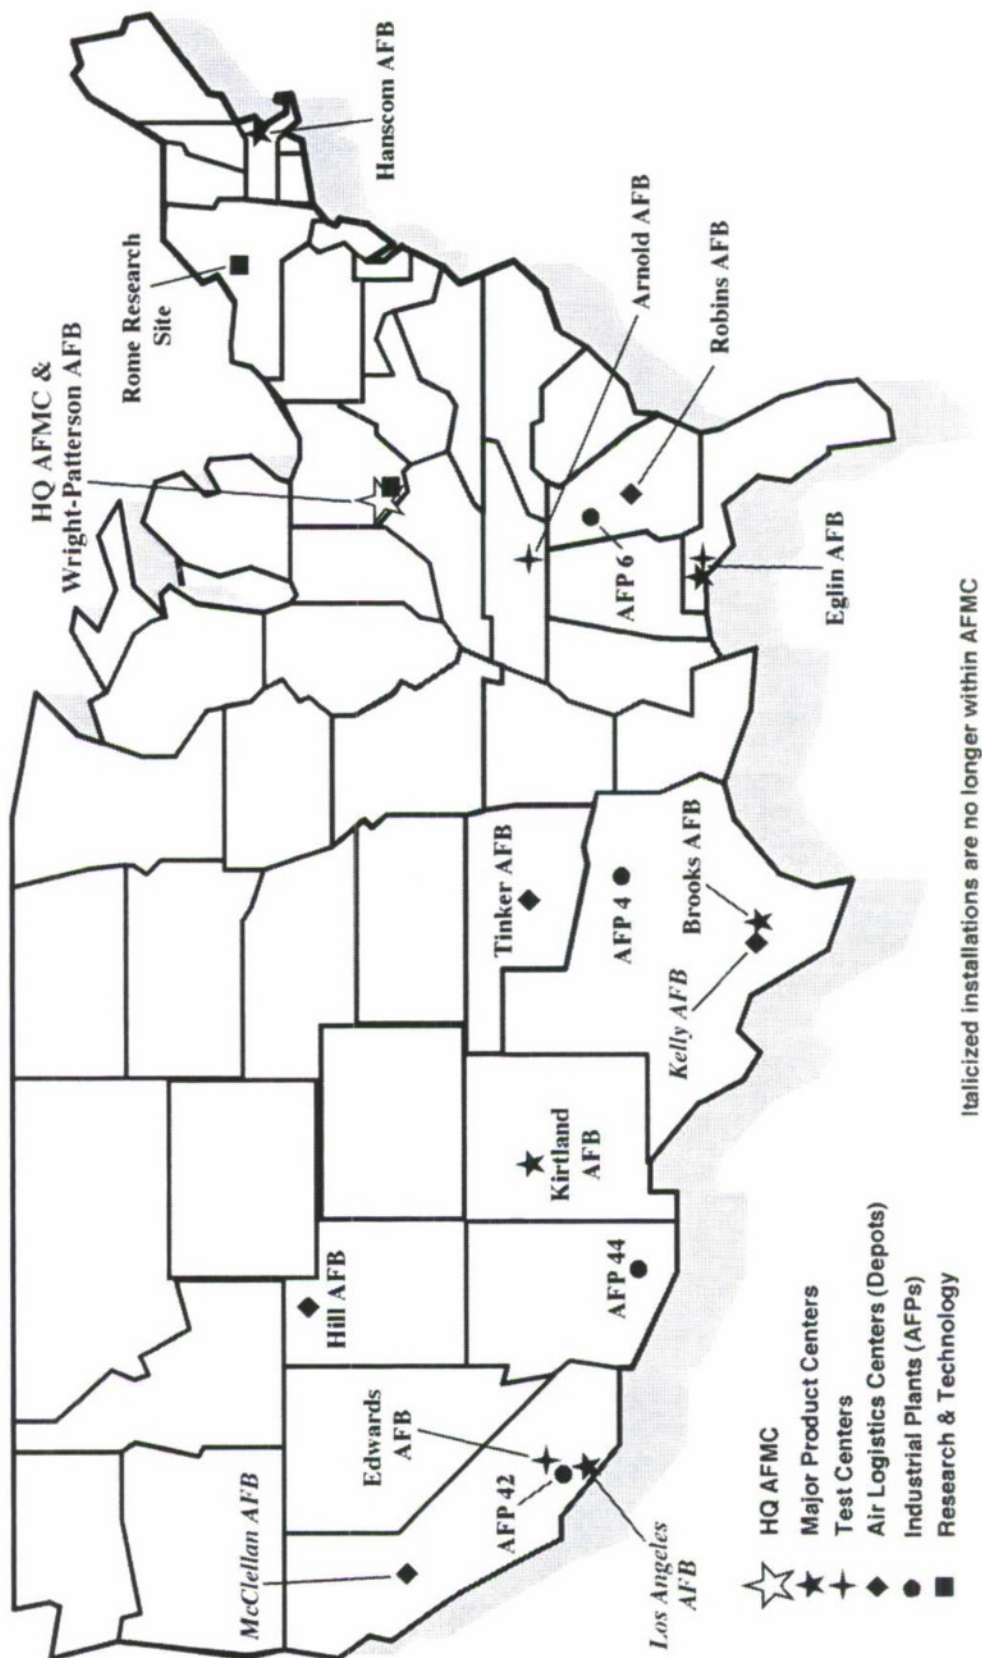 HQ AFMC &
Wright-Patterson AFB
Rome Research
Site
Hanscom AFB
McClellan AFB
Hill AFB
Edwards
AFB
AFP 42
Los Angeles
AFB
AFP 44
Kirtland
AFB
Tinker AFB
AFP 4
Kelly AFB
Brooks AFB
Arnold AFB
AFP 6
Robins AFB
Eglin AFB
HQ AFMC
Major Product Centers
Test Centers
Air Logistics Centers (Depots)
Industrial Plants (AFPs)
Research & Technology
Italicized installations are no longer within AFMC